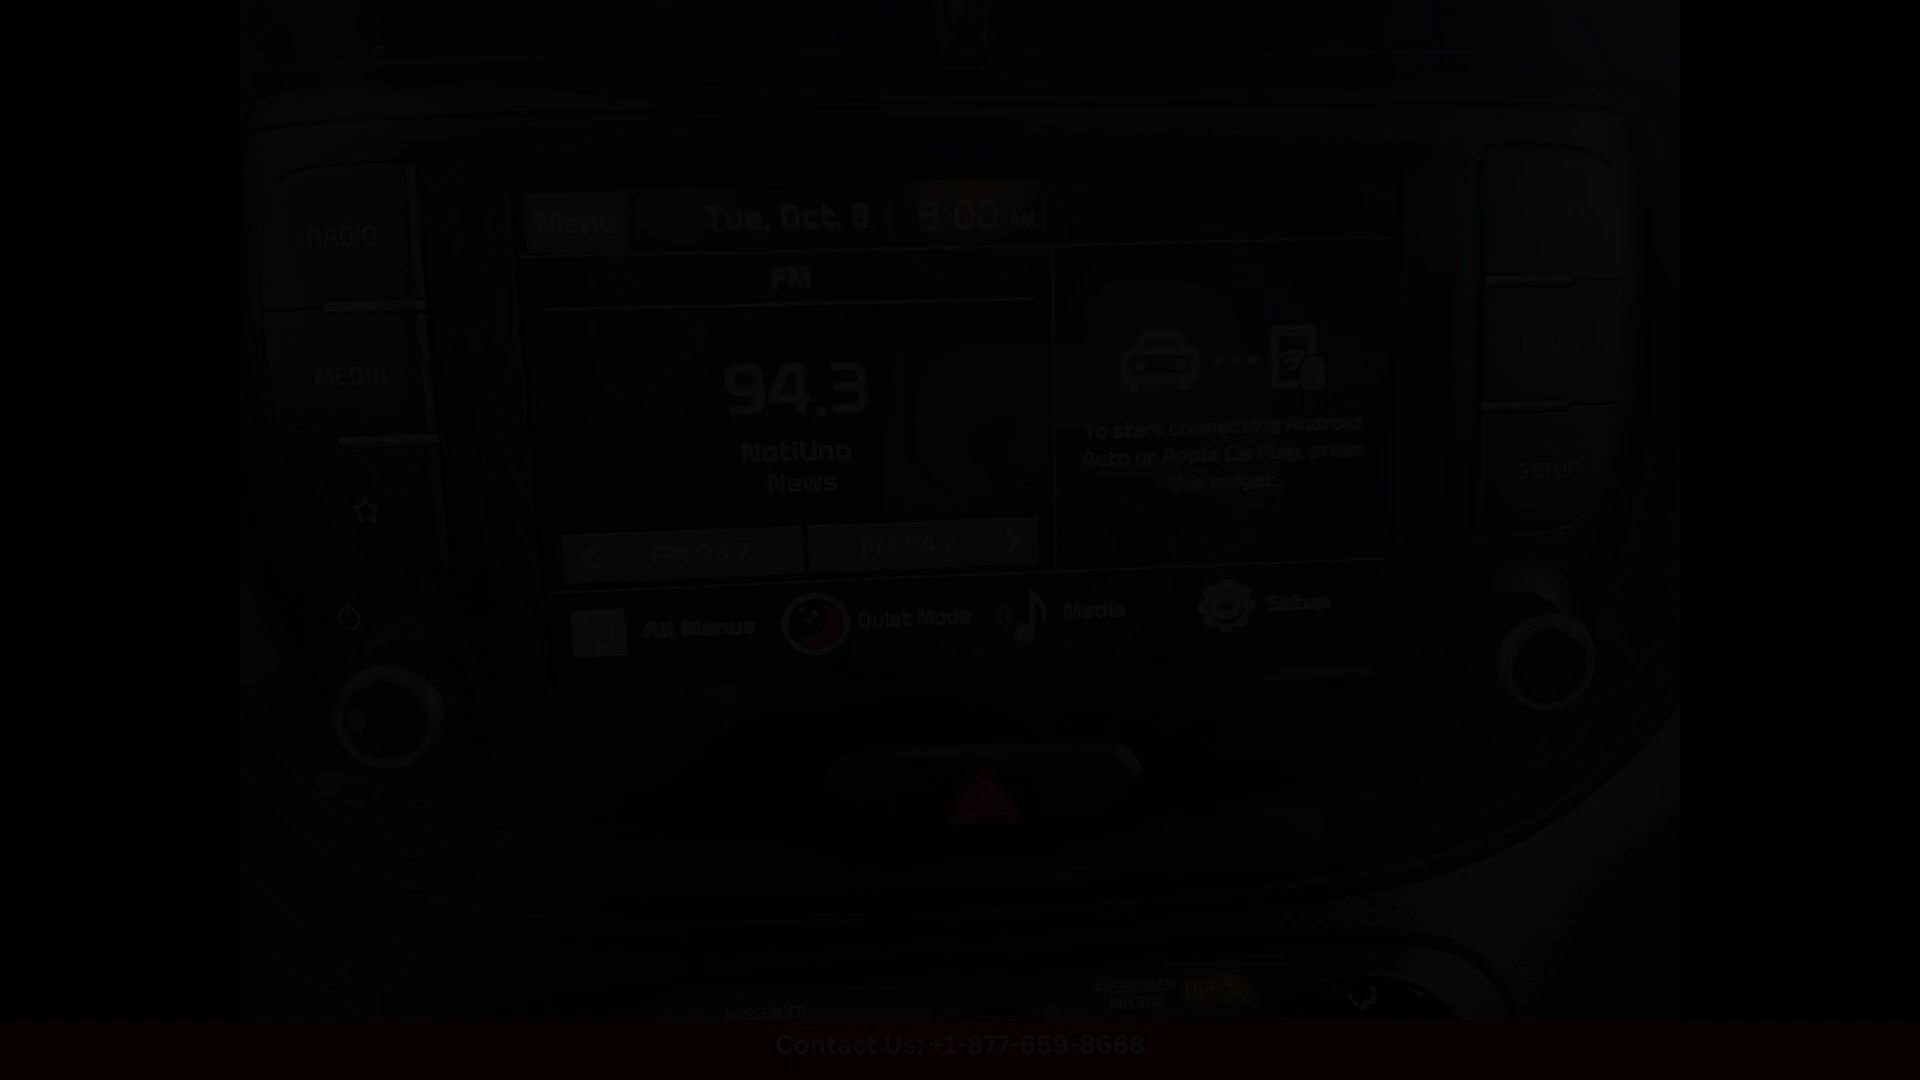 RADIO
MEDIA
Menu
Tue. Oct. 8
8:00 AM
FM
94.3
NotiUno
News
FM 93.7
FM 94.7
To start connecting Android
Auto or Apple CarPlay, press
this widget.
All Menus
Quiet Mode
Media
Setup
TRACK
SETUP
PASSENGER
PASSENGER
AIR BAG
OFF
Contact Us: +1-877-659-8668